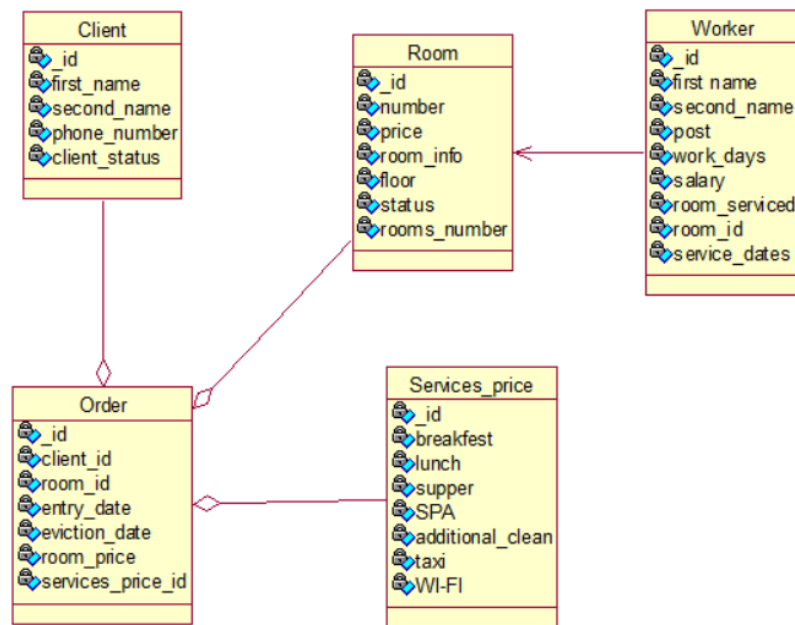 Client
_id
first_name
second_name
phone_number
client_status
Room
_id
number
price
room_info
floor
status
rooms_number
Worker
_id
first name
second_name
post
work_days
salary
room_serviced
room_id
service_dates
Order
_id
client_id
room_id
entry_date
eviction_date
room_price
services_price_id
Services_price
_id
breakfest
lunch
supper
SPA
additional_clean
taxi
WI-FI